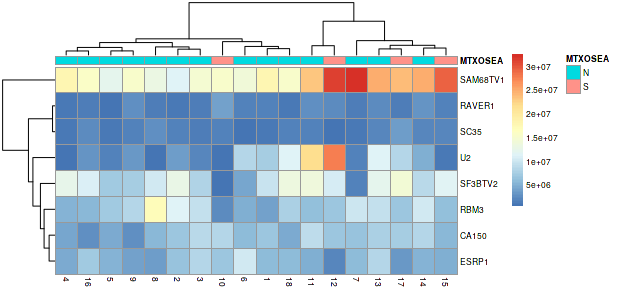 MTXOSEA
SAM68TV1
RAVER1
SC35
U2
SF3BTV2
RBM3
CA150
ESRP1
4 16 5 9 8 2 3 10 6 1 18 11 12 7 13 17 14 15
3e+07
2.5e+07
2e+07
1.5e+07
1e+07
5e+06
MTXOSEA
N
S